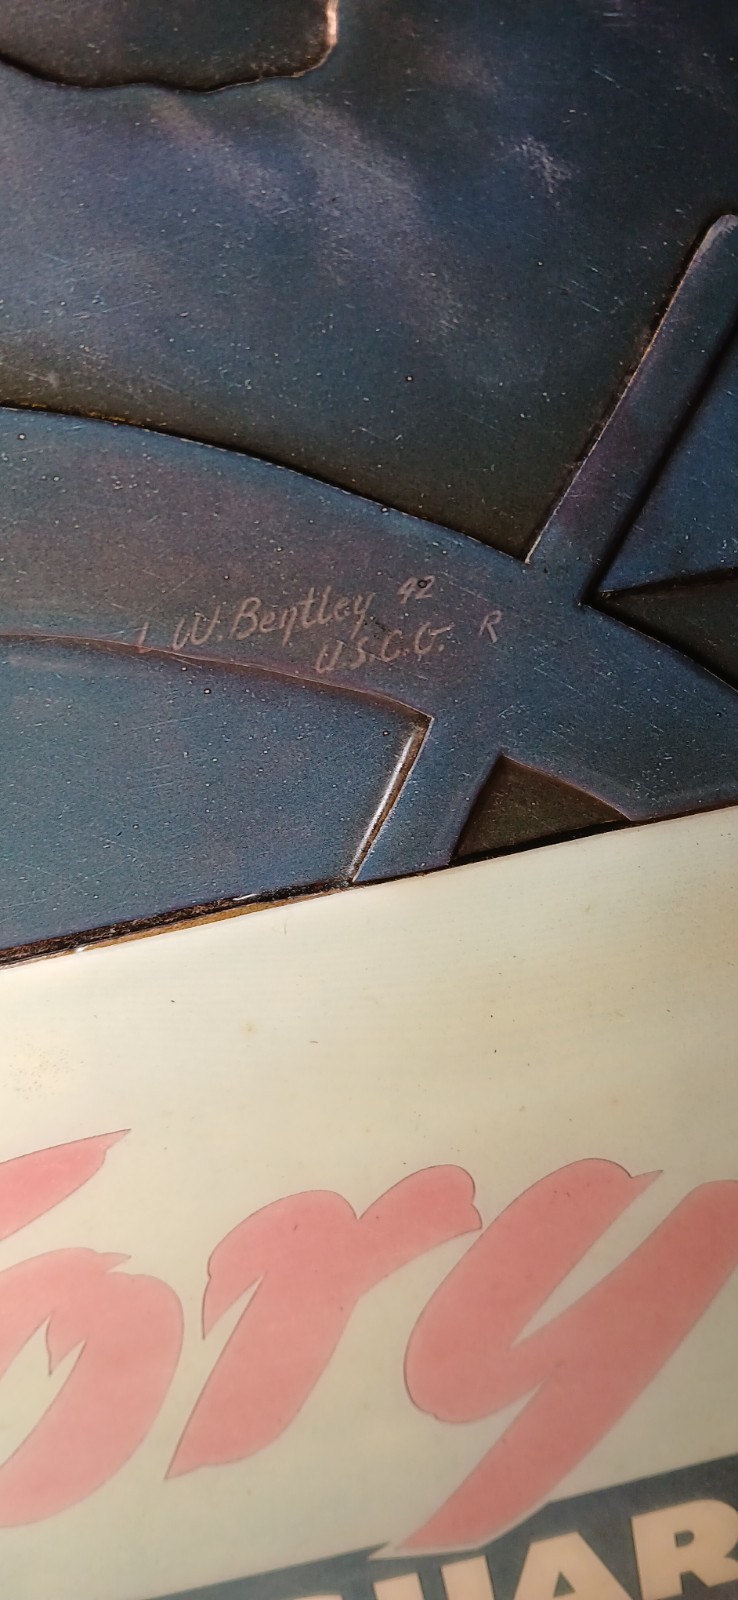 L W. Bentley 42
U.S.C.G. R
ory
UAR